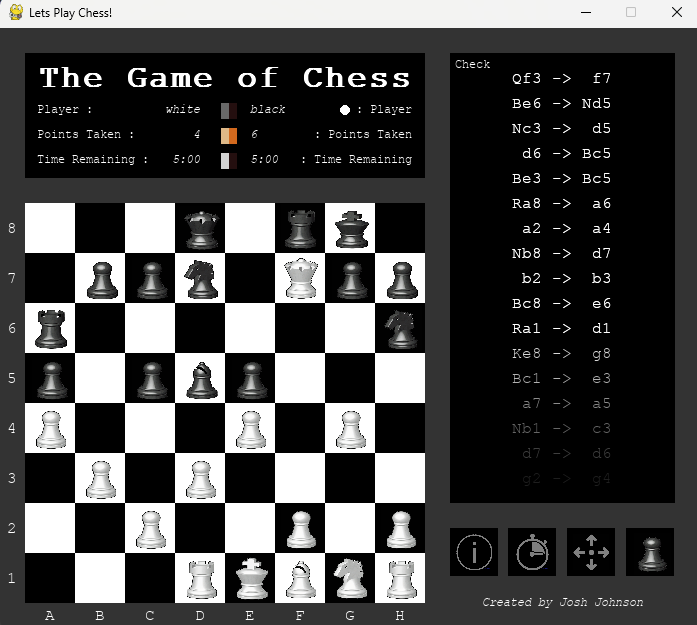 Lets Play Chess!
The Game of Chess
Player : white black : Player
Points Taken : 4 6 : Points Taken
Time Remaining : 5:00 5:00 : Time Remaining
Check
Qf3 -> f7
Be6 -> Nd5
Nc3 -> d5
d6 -> Bc5
Be3 -> Bc5
Ra8 -> a6
a2 -> a4
Nb8 -> d7
b2 -> b3
Bc8 -> e6
Ra1 -> d1
Ke8 -> g8
Bc1 -> e3
a7 -> a5
Nb1 -> c3
d7 -> d6
g2 -> g4
8
7
6
5
4
3
2
1
A B C D E F G H
Created by Josh Johnson